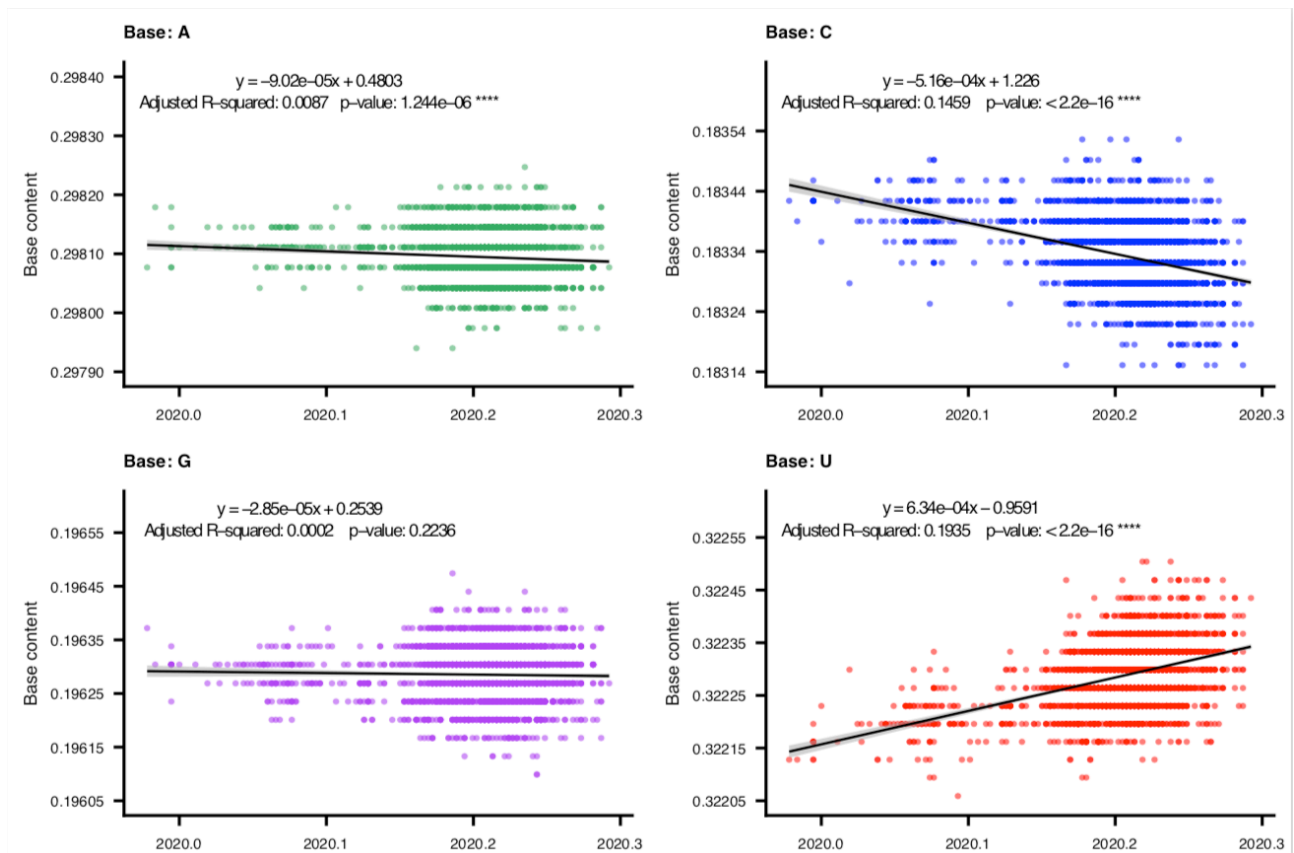 Base: A
y = –9.02e–05x + 0.4803
Adjusted R–squared: 0.0087 p–value: 1.244e–06 ****
Base content
0.29840
0.29830
0.29820
0.29810
0.29800
0.29790
2020.0 2020.1 2020.2 2020.3
Base: C
y = –5.16e–04x + 1.226
Adjusted R–squared: 0.1459 p–value: < 2.2e–16 ****
Base content
0.18354
0.18344
0.18334
0.18324
0.18314
2020.0 2020.1 2020.2 2020.3
Base: G
y = –2.85e–05x + 0.2539
Adjusted R–squared: 0.0002 p–value: 0.2236
Base content
0.19655
0.19645
0.19635
0.19625
0.19615
0.19605
2020.0 2020.1 2020.2 2020.3
Base: U
y = 6.34e–04x – 0.9591
Adjusted R–squared: 0.1935 p–value: < 2.2e–16 ****
Base content
0.32255
0.32245
0.32235
0.32225
0.32215
0.32205
2020.0 2020.1 2020.2 2020.3